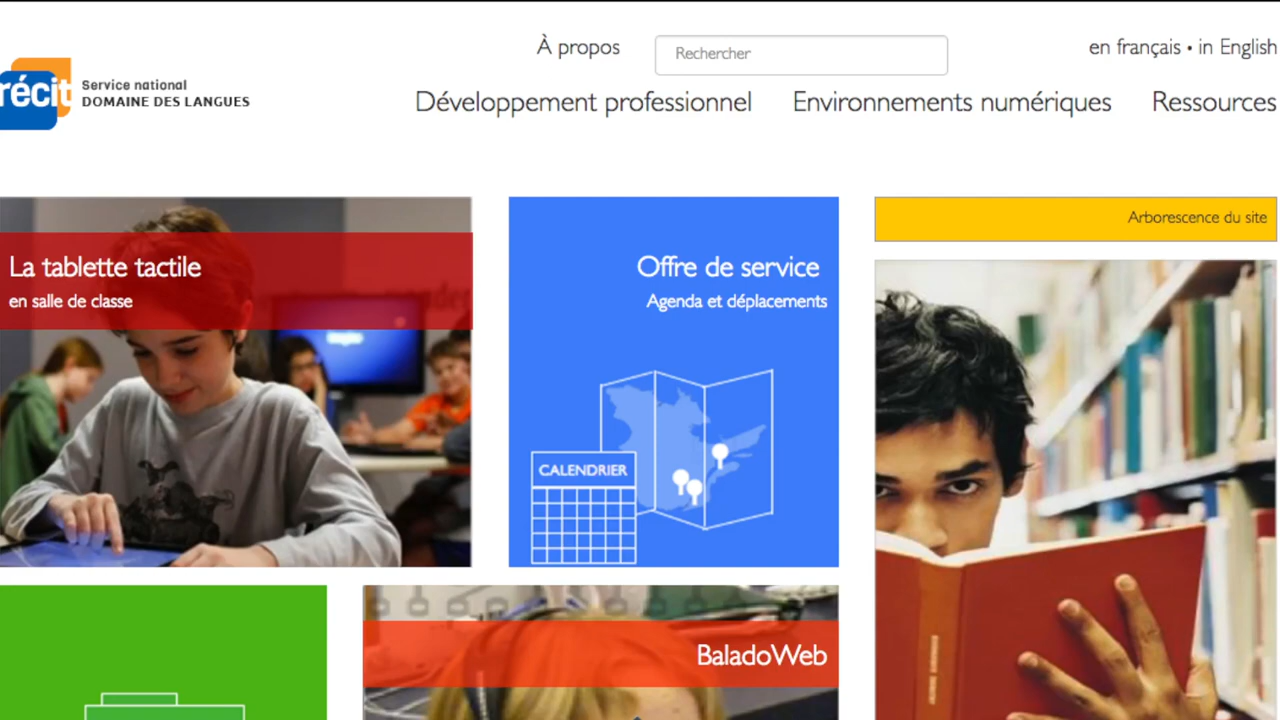 À propos
Rechercher
en français • in English
récit
Service national
DOMAINE DES LANGUES
Développement professionnel
Environnements numériques
Ressources
La tablette tactile
en salle de classe
Offre de service
Agenda et déplacements
CALENDRIER
Arborescence du site
BaladoWeb